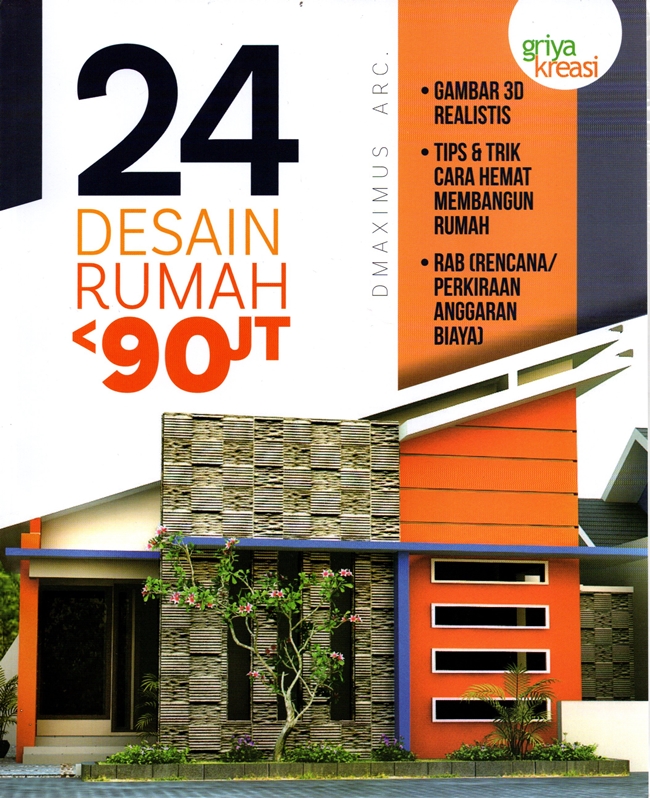 24
DESAIN
RUMAH
<90JT
DMAXIMUS ARC.
griya
kreasi
• GAMBAR 3D
REALISTIS
• TIPS & TRIK
CARA HEMAT
MEMBANGUN
RUMAH
• RAB (RENCANA/
PERKIRAAN
ANGGARAN
BIAYA)